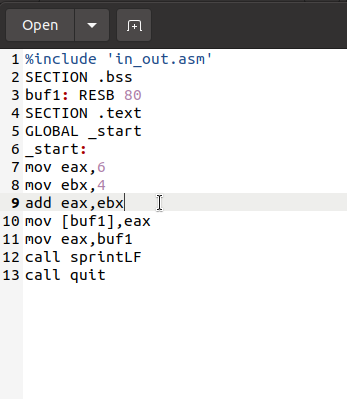 Open
1 %include 'in_out.asm'
2 SECTION .bss
3 buf1: RESB 80
4 SECTION .text
5 GLOBAL _start
6 _start:
7 mov eax,6
8 mov ebx,4
9 add eax,ebx
10 mov [buf1],eax
11 mov eax,buf1
12 call sprintLF
13 call quit